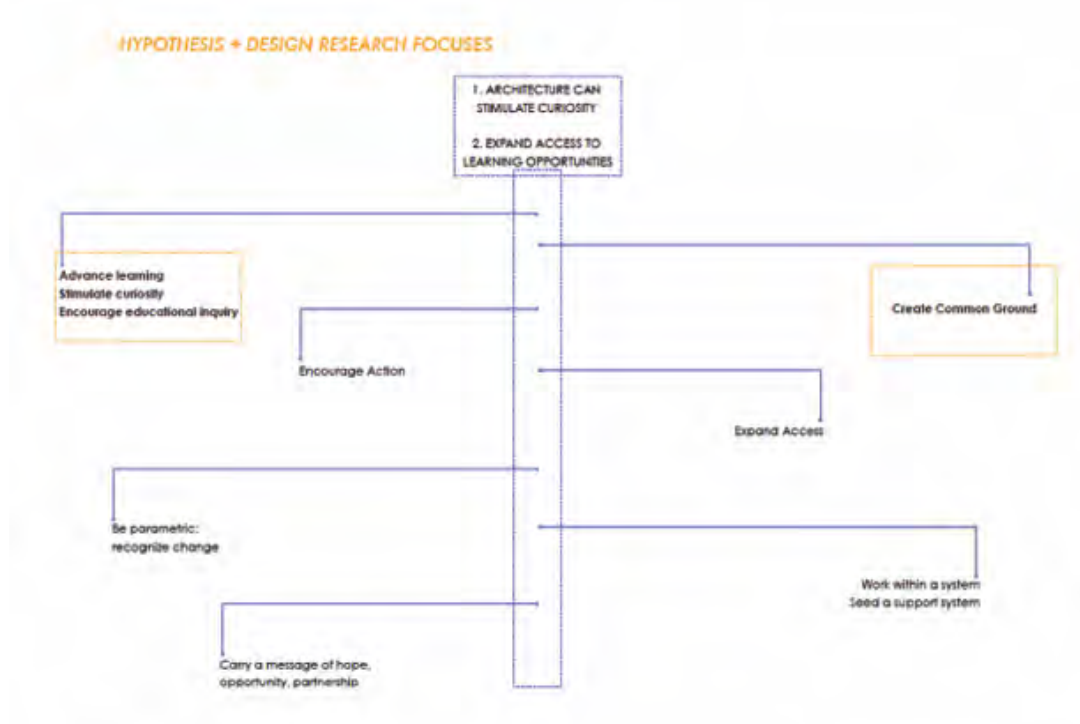 HYPOTHESIS + DESIGN RESEARCH FOCUSES
1. ARCHITECTURE CAN
STIMULATE CURIOSITY
2. EXPAND ACCESS TO
LEARNING OPPORTUNITIES
Advance learning
Stimulate curiosity
Encourage educational inquiry
Create Common Ground
Encourage Action
Expand Access
Be parametric:
recognize change
Work within a system
Seed a support system
Carry a message of hope,
opportunity, partnership